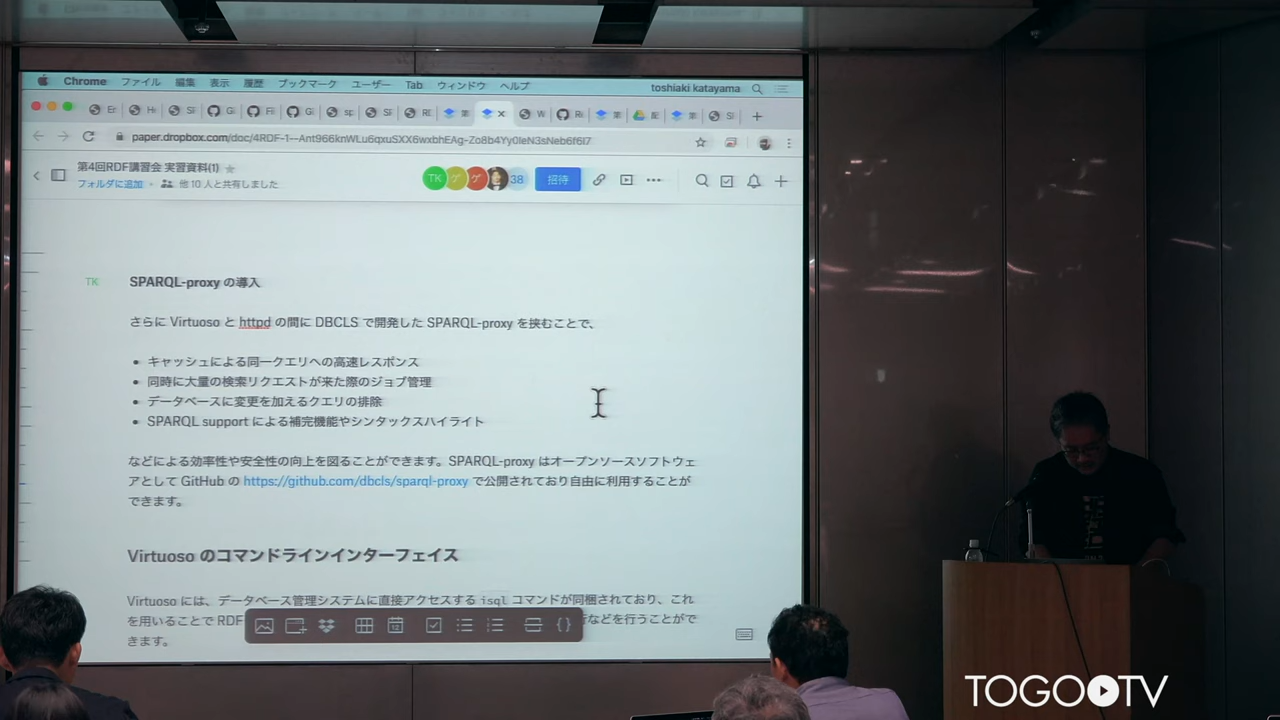 Chrome ファイル 編集 表示 履歴 ブックマーク ユーザー Tab ウィンドウ ヘルプ toshiaki katayama
paper.dropbox.com/doc/4RDF-1--Ant966knWLu6qxuSXX6wxbhEAg-Zo8b4Yy0IeN3sNeb6f6I7
第4回RDF講習会 実習資料(1)
フォルダに追加 他 10 人と共有しました
TK 38 招待
TK SPARQL-proxy の導入
さらに Virtuoso と httpd の間に DBCLS で開発した SPARQL-proxy を挟むことで、
• キャッシュによる同一クエリへの高速レスポンス
• 同時に大量の検索リクエストが来た際のジョブ管理
• データベースに変更を加えるクエリの排除
• SPARQL support による補完機能やシンタックスハイライト
などによる効率性や安全性の向上を図ることができます。SPARQL-proxy はオープンソースソフトウェ
アとして GitHub の https://github.com/dbcls/sparql-proxy で公開されており自由に利用することが
できます。
Virtuoso のコマンドラインインターフェイス
Virtuoso には、データベース管理システムに直接アクセスする isql コマンドが同梱されており、これ
を用いることで RDF などを行うことがで
きます。
TOGOTV